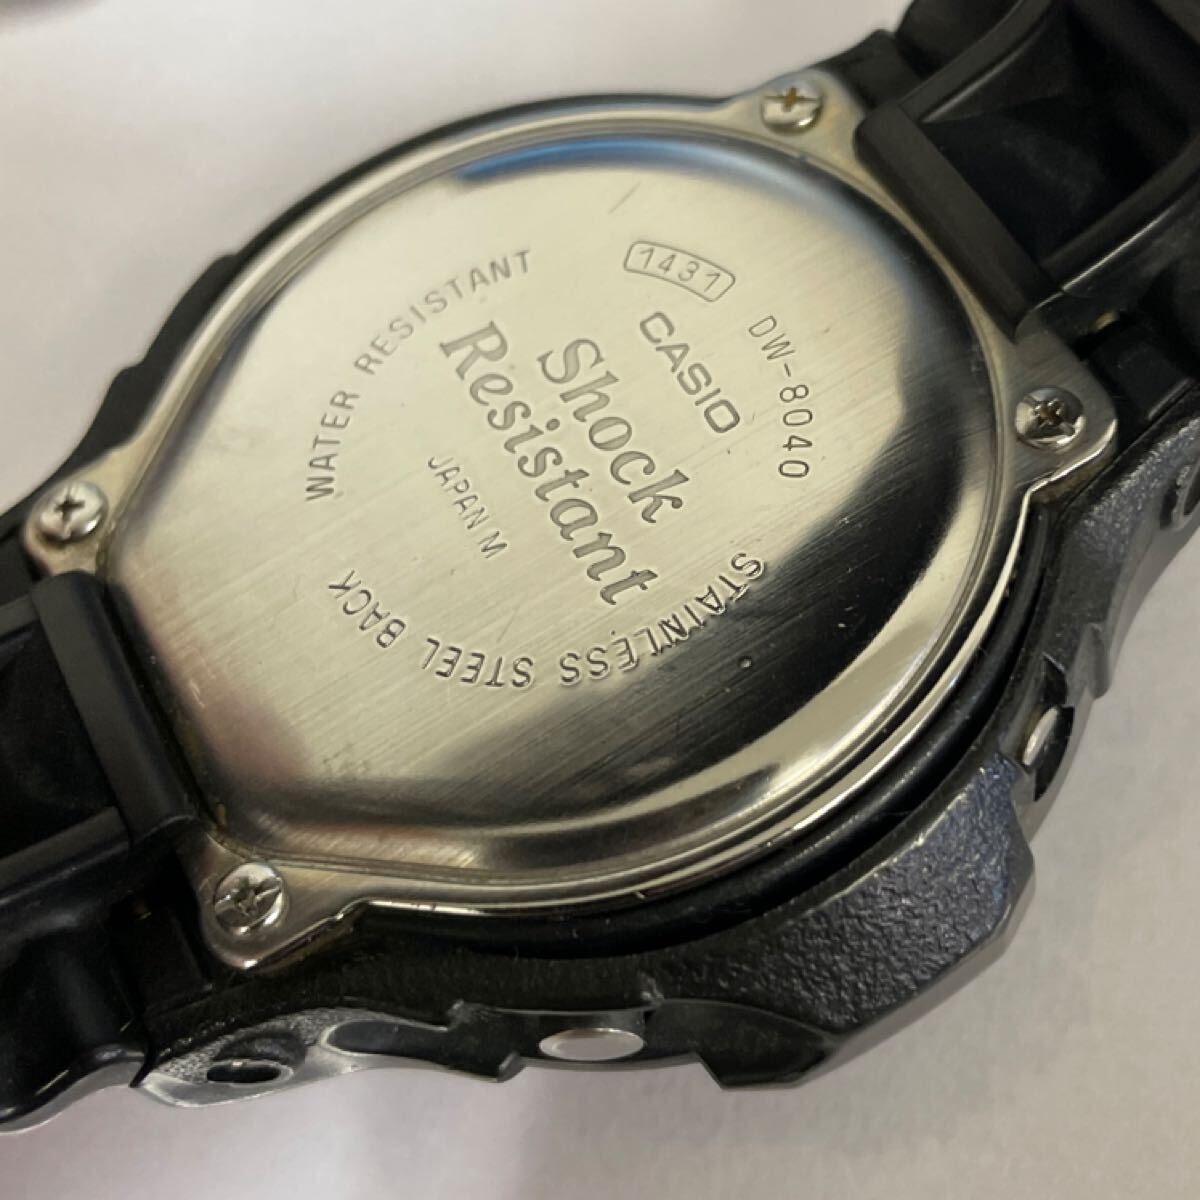 1431
DW-8040
CASIO
Shock
Resistant
WATER RESISTANT
JAPAN M
STAINLESS STEEL BACK